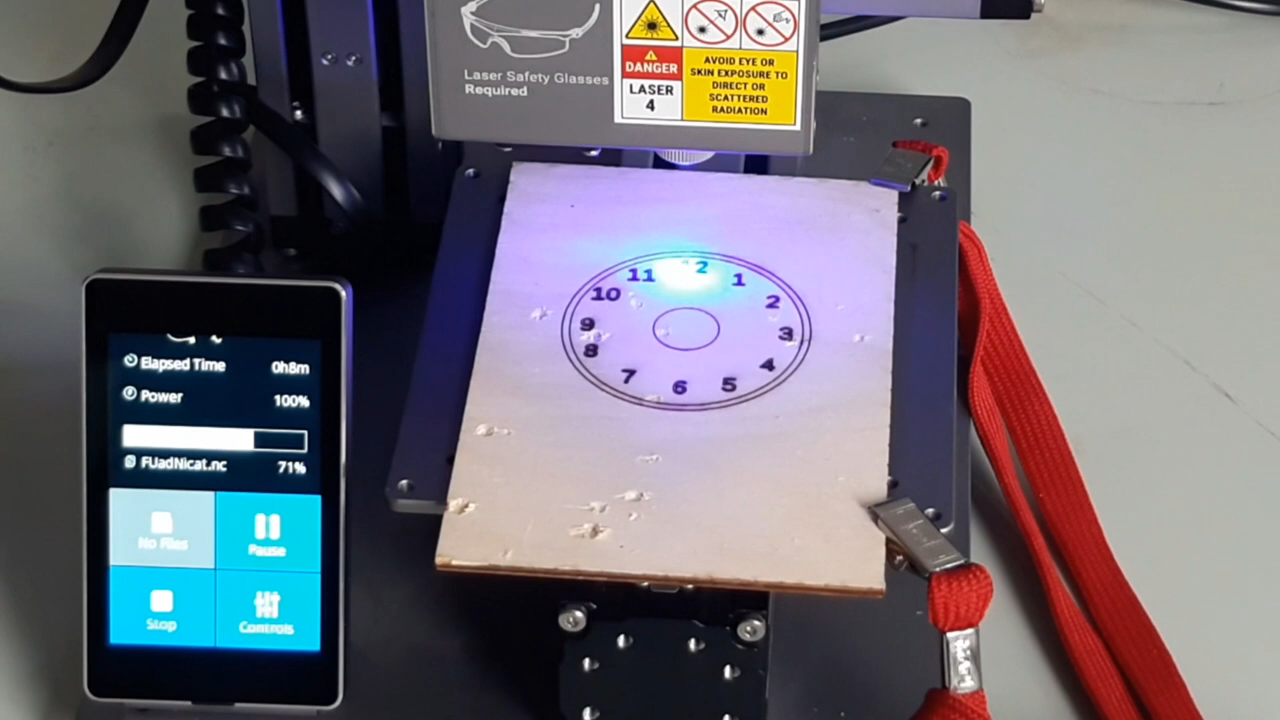 Laser Safety Glasses
Required
DANGER
LASER
4
AVOID EYE OR
SKIN EXPOSURE TO
DIRECT OR
SCATTERED
RADIATION
11 12 1
10 2
9 3
8 4
7 6 5
Elapsed Time 0h8m
Power 100%
FUadNicat.nc 71%
No Files Pause
Stop Controls